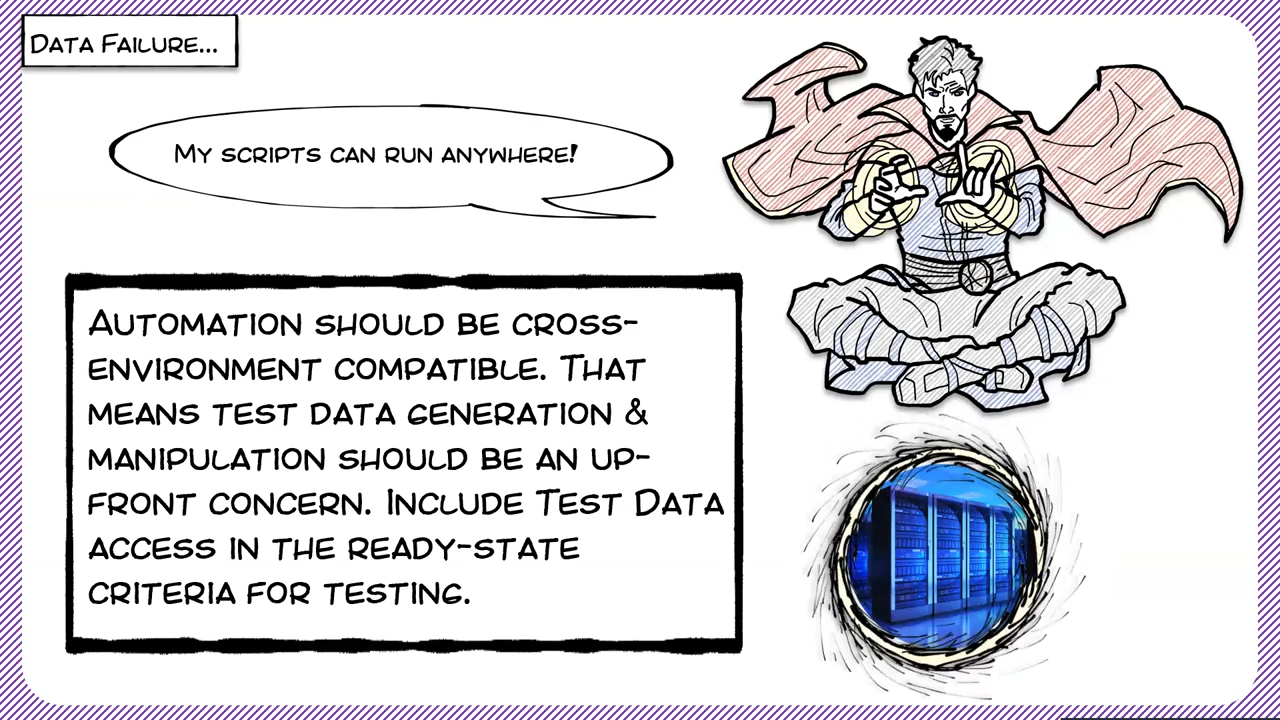 Data Failure...
My scripts can run anywhere!
Automation should be cross-
environment compatible. That
means test data generation &
manipulation should be an up-
front concern. Include Test Data
access in the ready-state
criteria for testing.